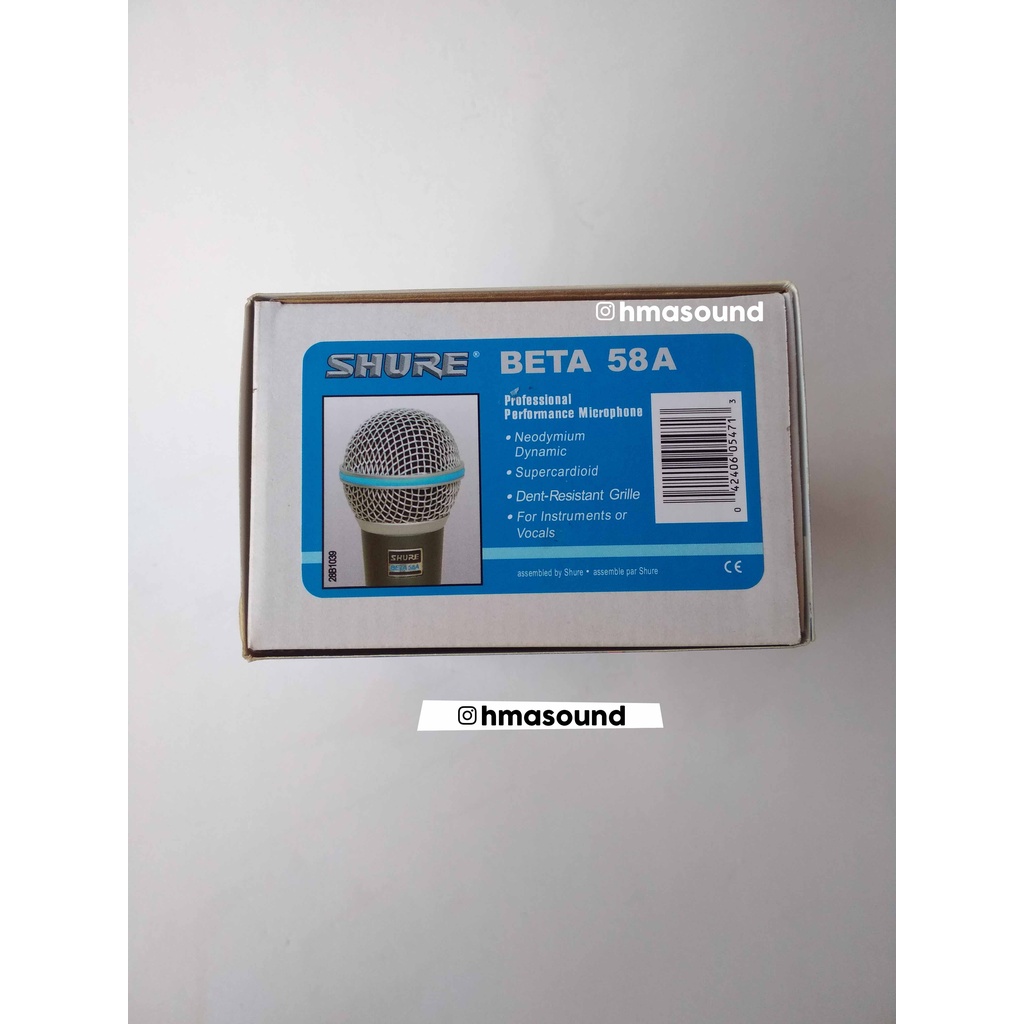 hmasound
SHURE® BETA 58A
Professional
Performance Microphone
• Neodymium
Dynamic
• Supercardioid
• Dent-Resistant Grille
• For Instruments or
Vocals
assembled by Shure • assemble par Shure
CE
0 42406 05471 3
28B1039
SHURE
BETA 58A
hmasound